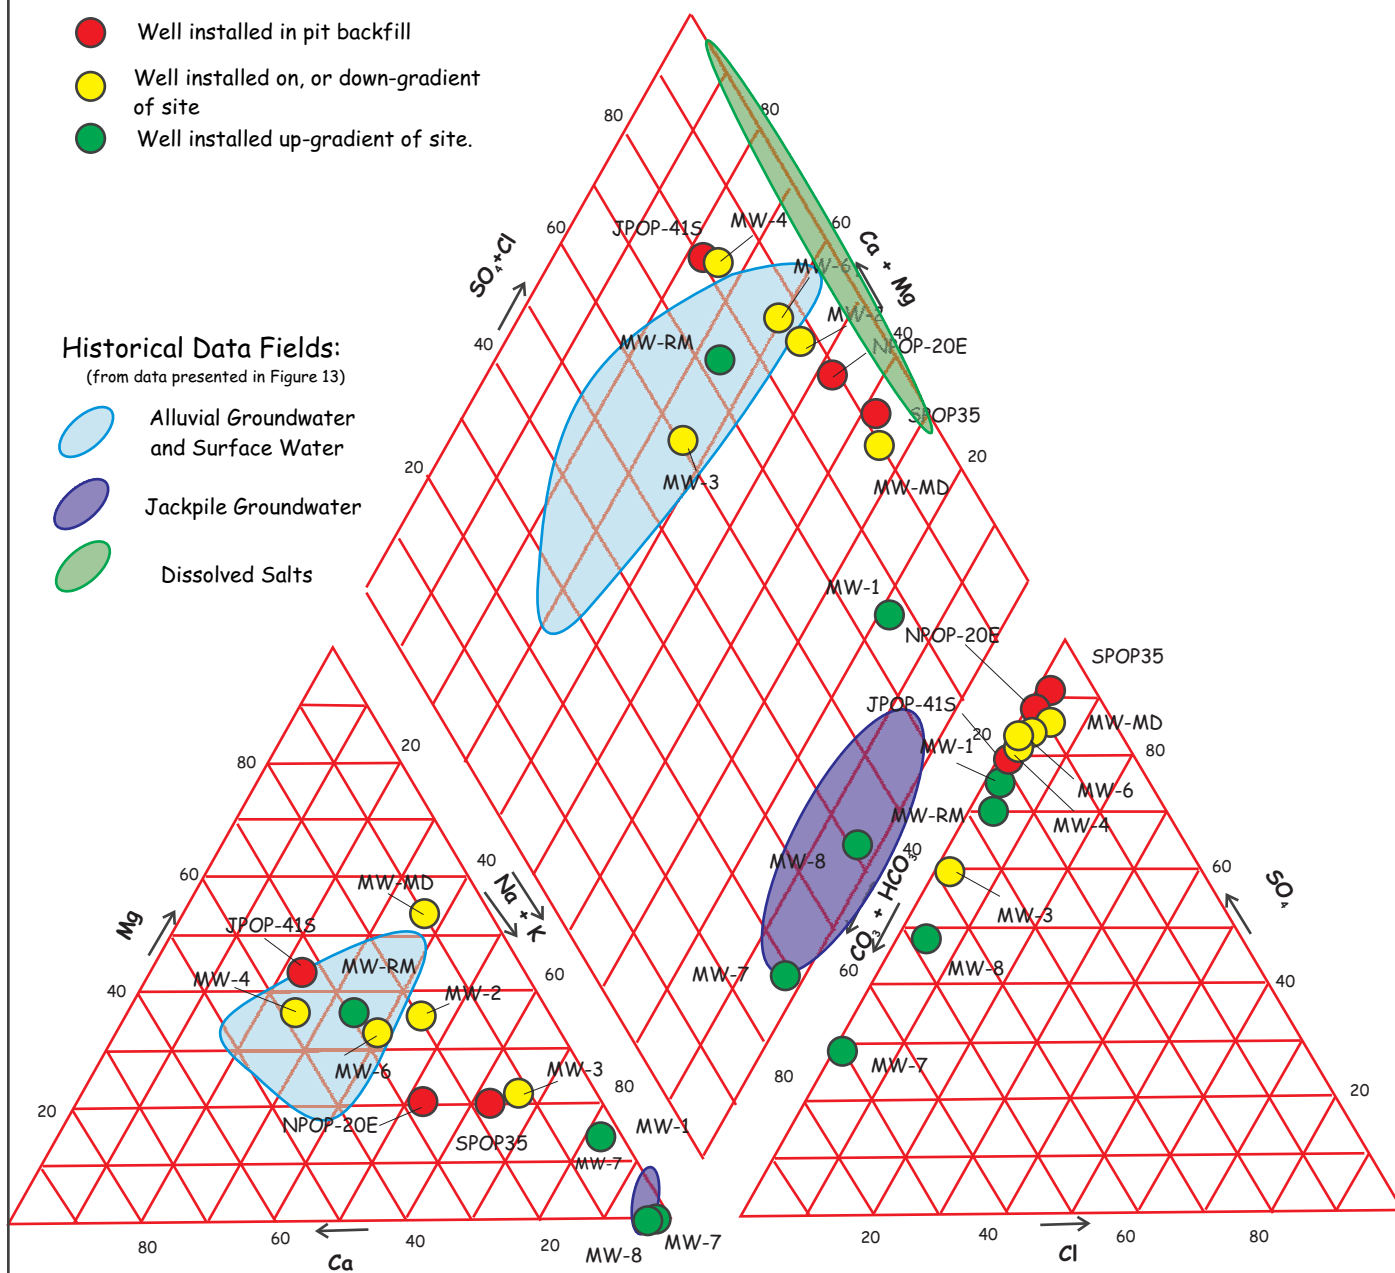 Well installed in pit backfill
Well installed on, or down-gradient
of site
Well installed up-gradient of site.
Historical Data Fields:
(from data presented in Figure 13)
Alluvial Groundwater
and Surface Water
Jackpile Groundwater
Dissolved Salts
80
80
60
60
SO₄+Cl
Ca + Mg
JPOP-41S
MW-4
MW-6
MW-2
40
40
MW-RM
NPOP-20E
SPOP35
20
20
MW-3
MW-MD
MW-1
NPOP-20E
SPOP35
JPOP-41S
MW-MD
20
MW-1
80
MW-6
MW-RM
MW-4
MW-8
40
60
CO₃ + HCO₃
SO₄
MW-3
MW-7
60
MW-8
40
80
MW-7
20
20
80
40
60
MW-MD
Na + K
Mg
JPOP-41S
MW-RM
MW-4
60
MW-2
40
MW-6
MW-3
80
20
NPOP-20E
SPOP35
MW-1
MW-7
80
60
40
20
MW-8
MW-7
Ca
20
40
60
80
Cl